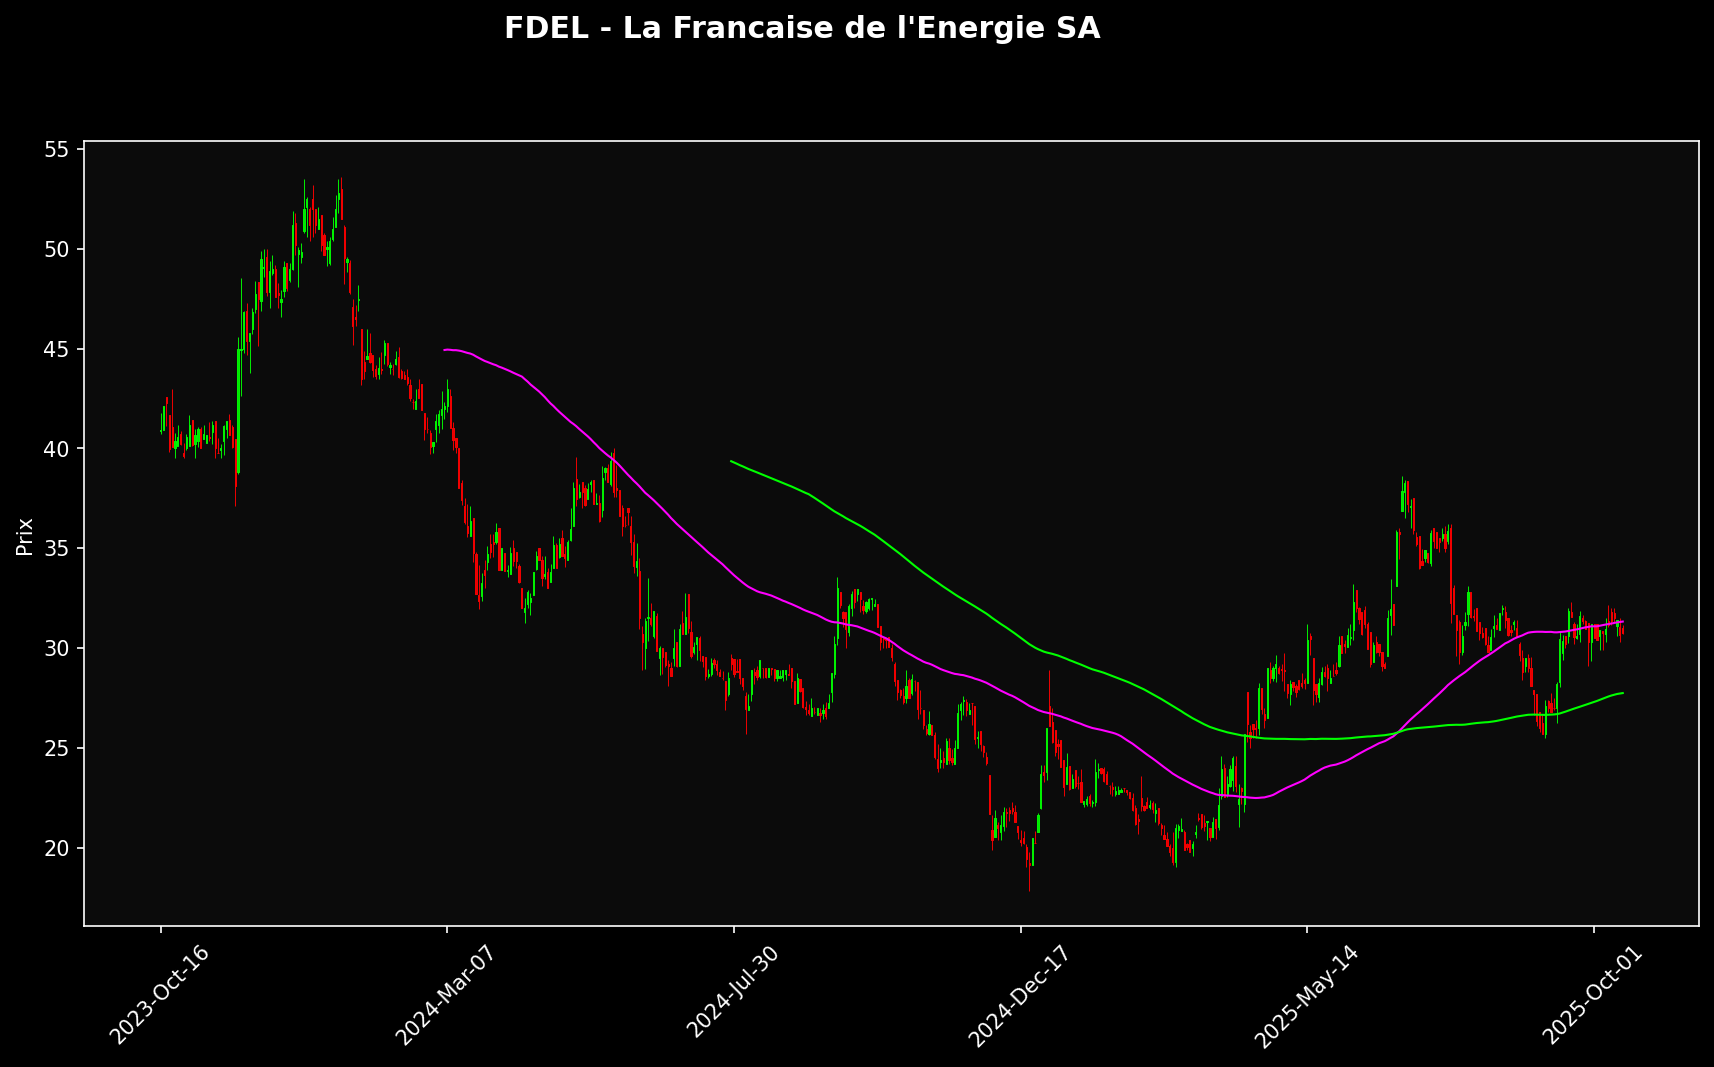 FDEL - La Francaise de l'Energie SA
Prix
55
50
45
40
35
30
25
20
2023-Oct-16
2024-Mar-07
2024-Jul-30
2024-Dec-17
2025-May-14
2025-Oct-01